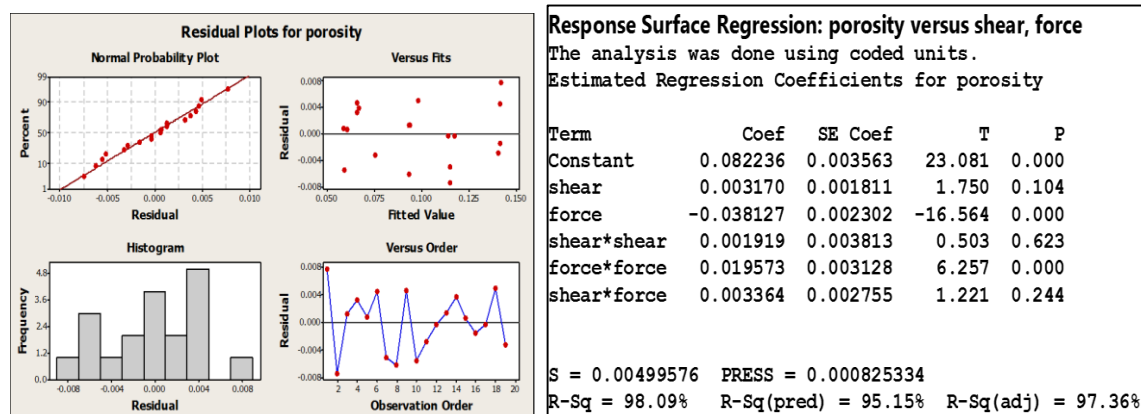 Residual Plots for porosity
Normal Probability Plot
99
90
50
10
1
Percent
-0.010 -0.005 0.000 0.005 0.010
Residual
Versus Fits
0.008
0.004
0.000
-0.004
-0.008
Residual
0.050 0.075 0.100 0.125 0.150
Fitted Value
Histogram
4.8
3.6
2.4
1.2
0.0
Frequency
-0.008 -0.004 0.000 0.004 0.008
Residual
Versus Order
0.008
0.004
0.000
-0.004
-0.008
Residual
2 4 6 8 10 12 14 16 18 20
Observation Order
Response Surface Regression: porosity versus shear, force
The analysis was done using coded units.
Estimated Regression Coefficients for porosity
Term Coef SE Coef T P
Constant 0.082236 0.003563 23.081 0.000
shear 0.003170 0.001811 1.750 0.104
force -0.038127 0.002302 -16.564 0.000
shear*shear 0.001919 0.003813 0.503 0.623
force*force 0.019573 0.003128 6.257 0.000
shear*force 0.003364 0.002755 1.221 0.244
S = 0.00499576 PRESS = 0.000825334
R-Sq = 98.09% R-Sq(pred) = 95.15% R-Sq(adj) = 97.36%